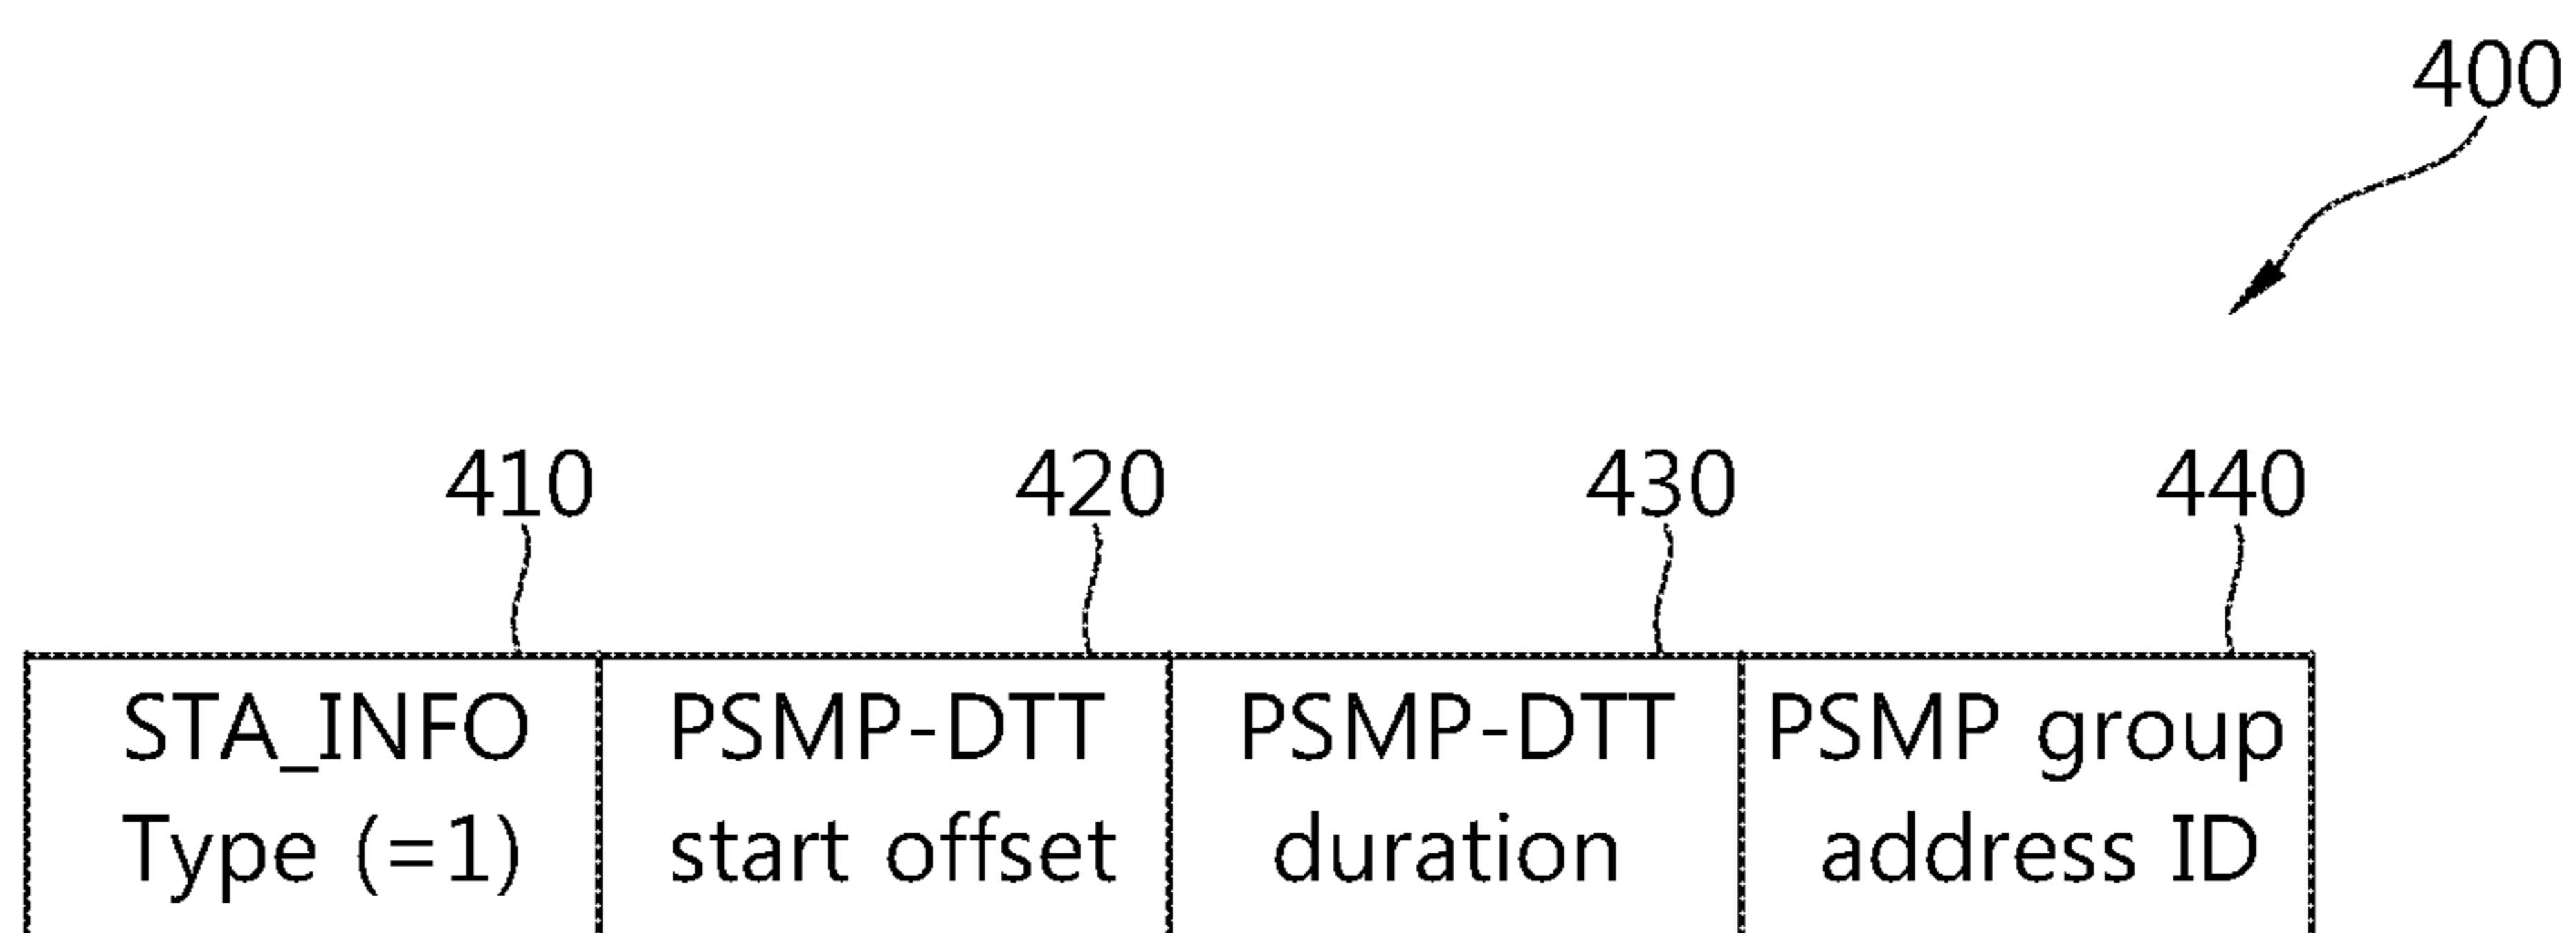 400
410 420 430 440
STA_INFO PSMP-DTT PSMP-DTT PSMP group
Type (=1) start offset duration address ID